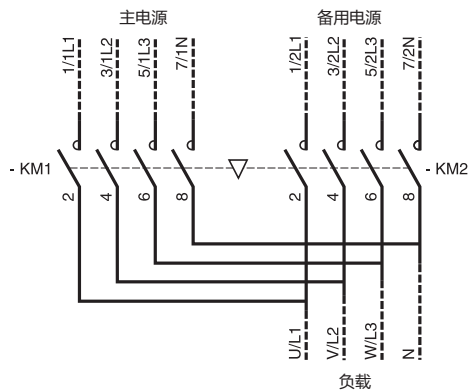 主电源
备用电源
1/1L1
3/1L2
5/1L3
7/1N
1/2L1
3/2L2
5/2L3
7/2N
- KM1
- KM2
2
4
6
8
2
4
6
8
U/L1
V/L2
W/L3
N
负载